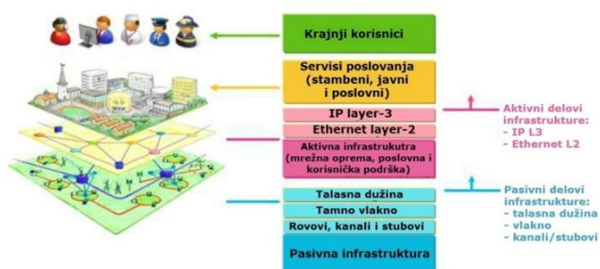 Krajnji korisnici
Servisi poslovanja
(stambeni, javni
i poslovni)
IP layer-3
Ethernet layer-2
Aktivna infrastrukutra
(mrežna oprema, poslovna i
korisnička podrška)
Talasna dužina
Tamno vlakno
Rovovi, kanali i stubovi
Pasivna infraktura
Aktivni delovi
infrastrukture:
- IP L3
- Ethernet L2
Pasivni delovi
infrastrukture:
- talasna dužina
- vlakno
- kanali/stubovi